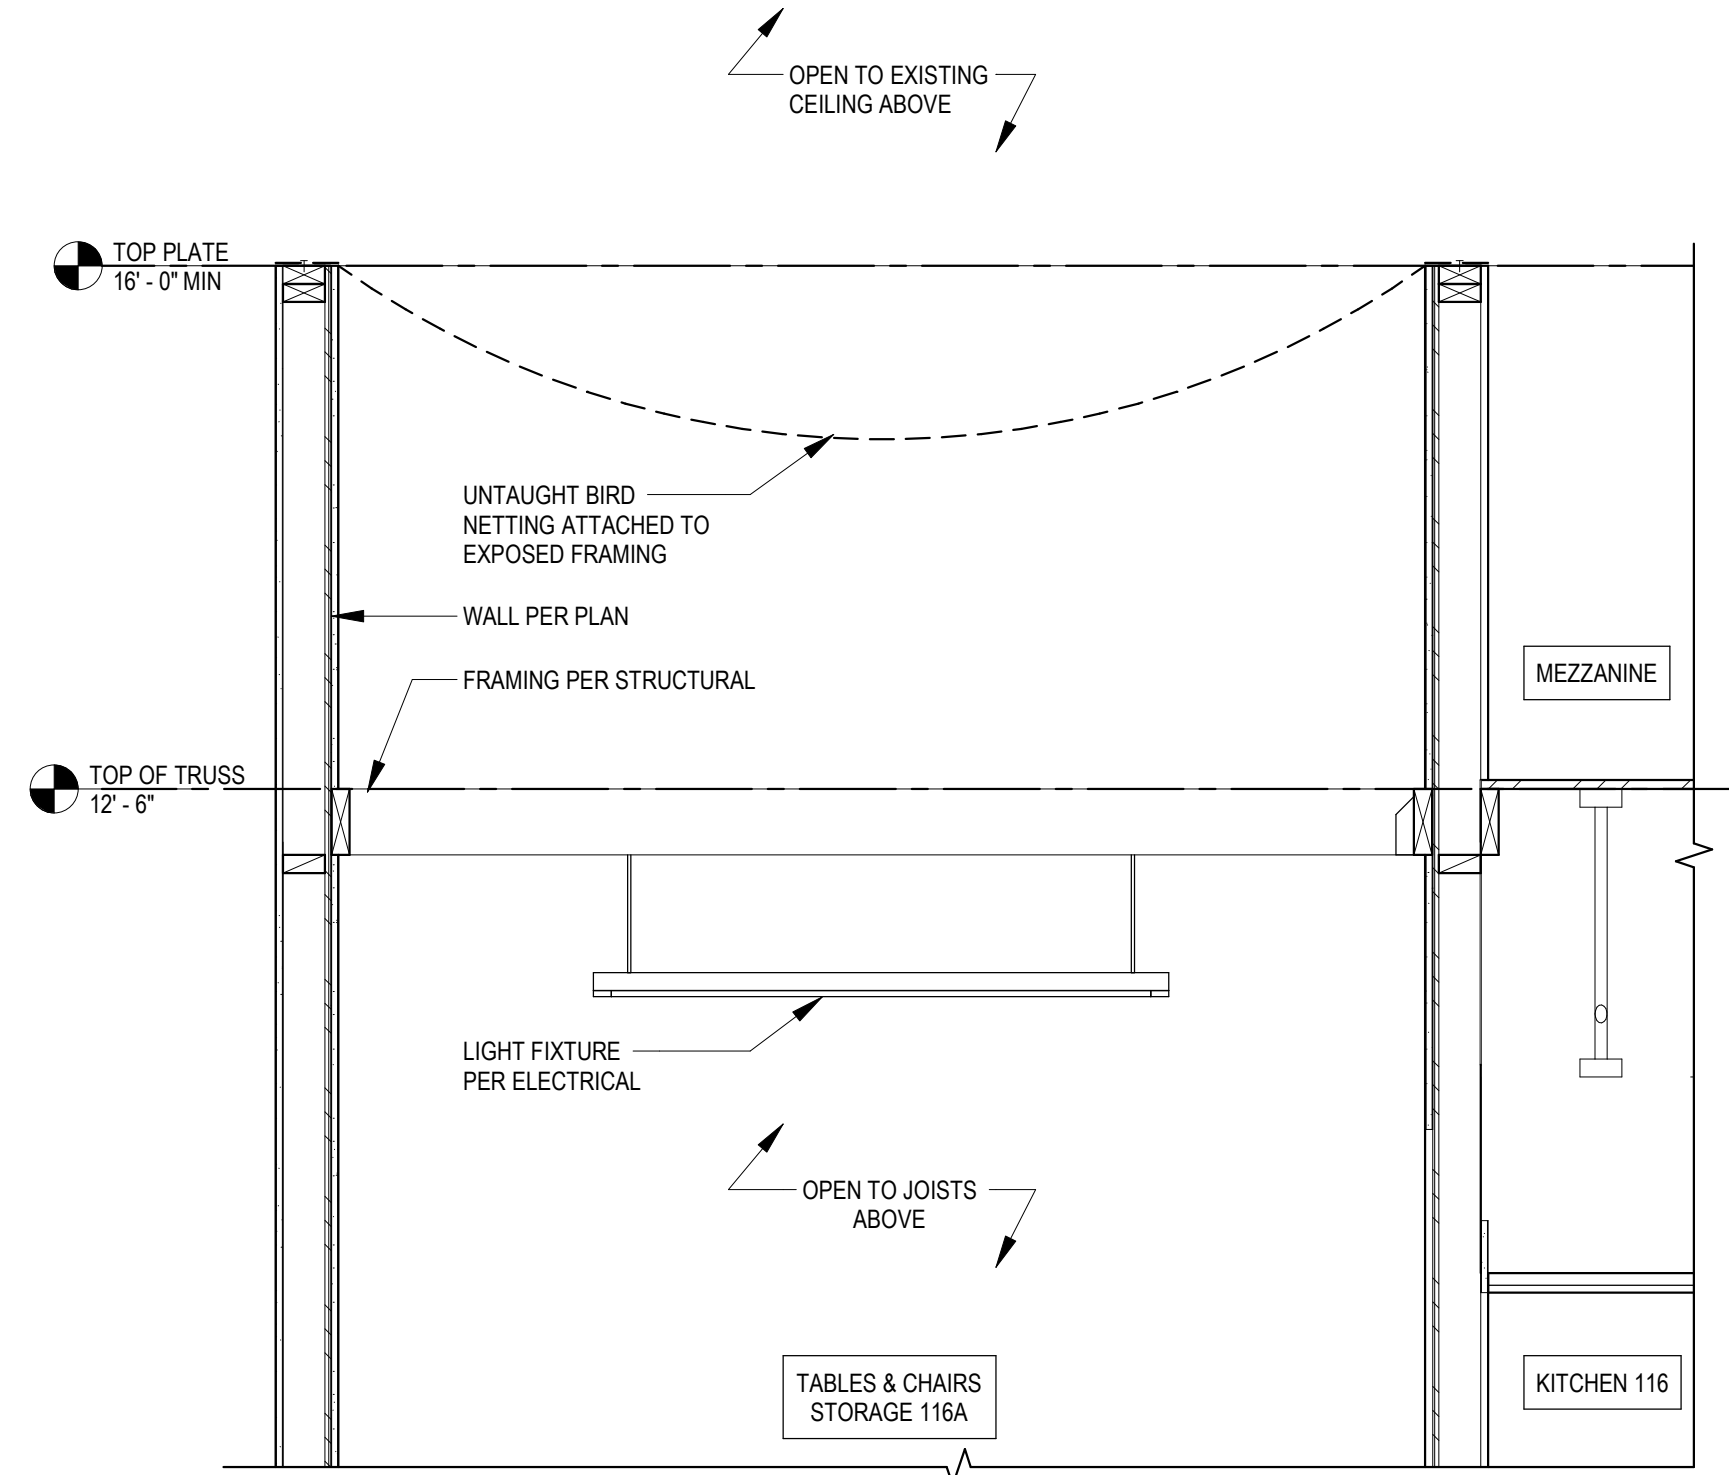 OPEN TO EXISTING
CEILING ABOVE
TOP PLATE
16' - 0" MIN
UNTAUGHT BIRD
NETTING ATTACHED TO
EXPOSED FRAMING
WALL PER PLAN
FRAMING PER STRUCTURAL
MEZZANINE
TOP OF TRUSS
12' - 6"
LIGHT FIXTURE
PER ELECTRICAL
OPEN TO JOISTS
ABOVE
TABLES & CHAIRS
STORAGE 116A
KITCHEN 116